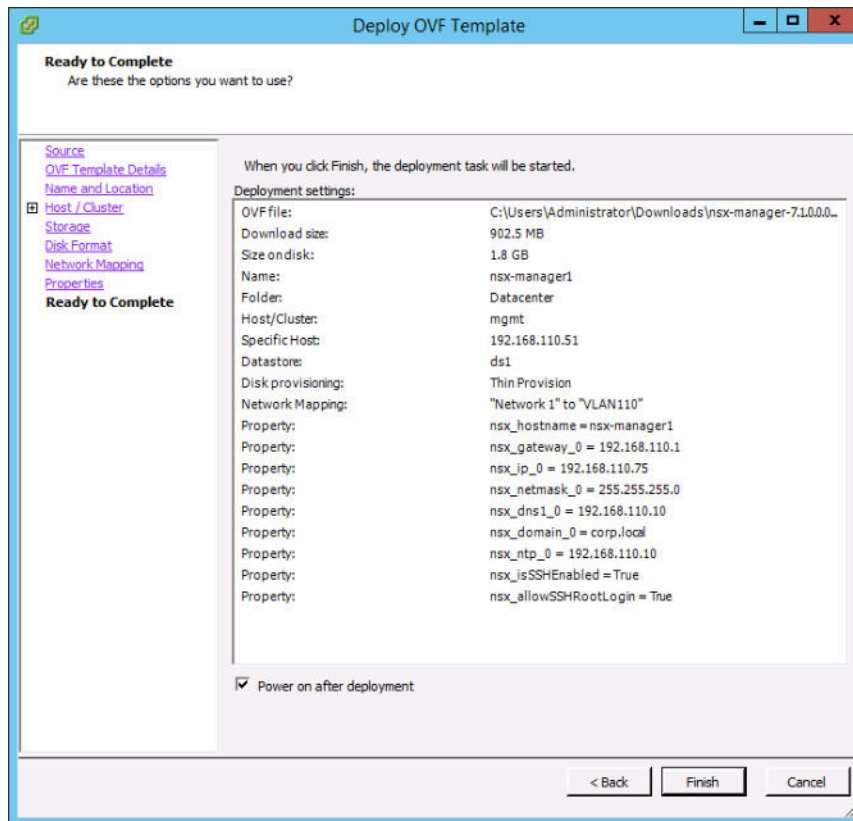 Deploy OVF Template
Ready to Complete
Are these the options you want to use?
Source
OVF Template Details
Name and Location
Host / Cluster
Storage
Disk Format
Network Mapping
Properties
Ready to Complete
When you click Finish, the deployment task will be started.
Deployment settings:
OVF file: C:\Users\Administrator\Downloads\nsx-manager-7.1.0.0.0...
Download size: 902.5 MB
Size on disk: 1.8 GB
Name: nsx-manager1
Folder: Datacenter
Host/Cluster: mgmt
Specific Host: 192.168.110.51
Datastore: ds1
Disk provisioning: Thin Provision
Network Mapping: "Network 1" to "VLAN110"
Property: nsx_hostname = nsx-manager1
Property: nsx_gateway_0 = 192.168.110.1
Property: nsx_ip_0 = 192.168.110.75
Property: nsx_netmask_0 = 255.255.255.0
Property: nsx_dns1_0 = 192.168.110.10
Property: nsx_domain_0 = corp.local
Property: nsx_ntp_0 = 192.168.110.10
Property: nsx_isSSHEnabled = True
Property: nsx_allowSSHRootLogin = True
Power on after deployment
< Back Finish Cancel